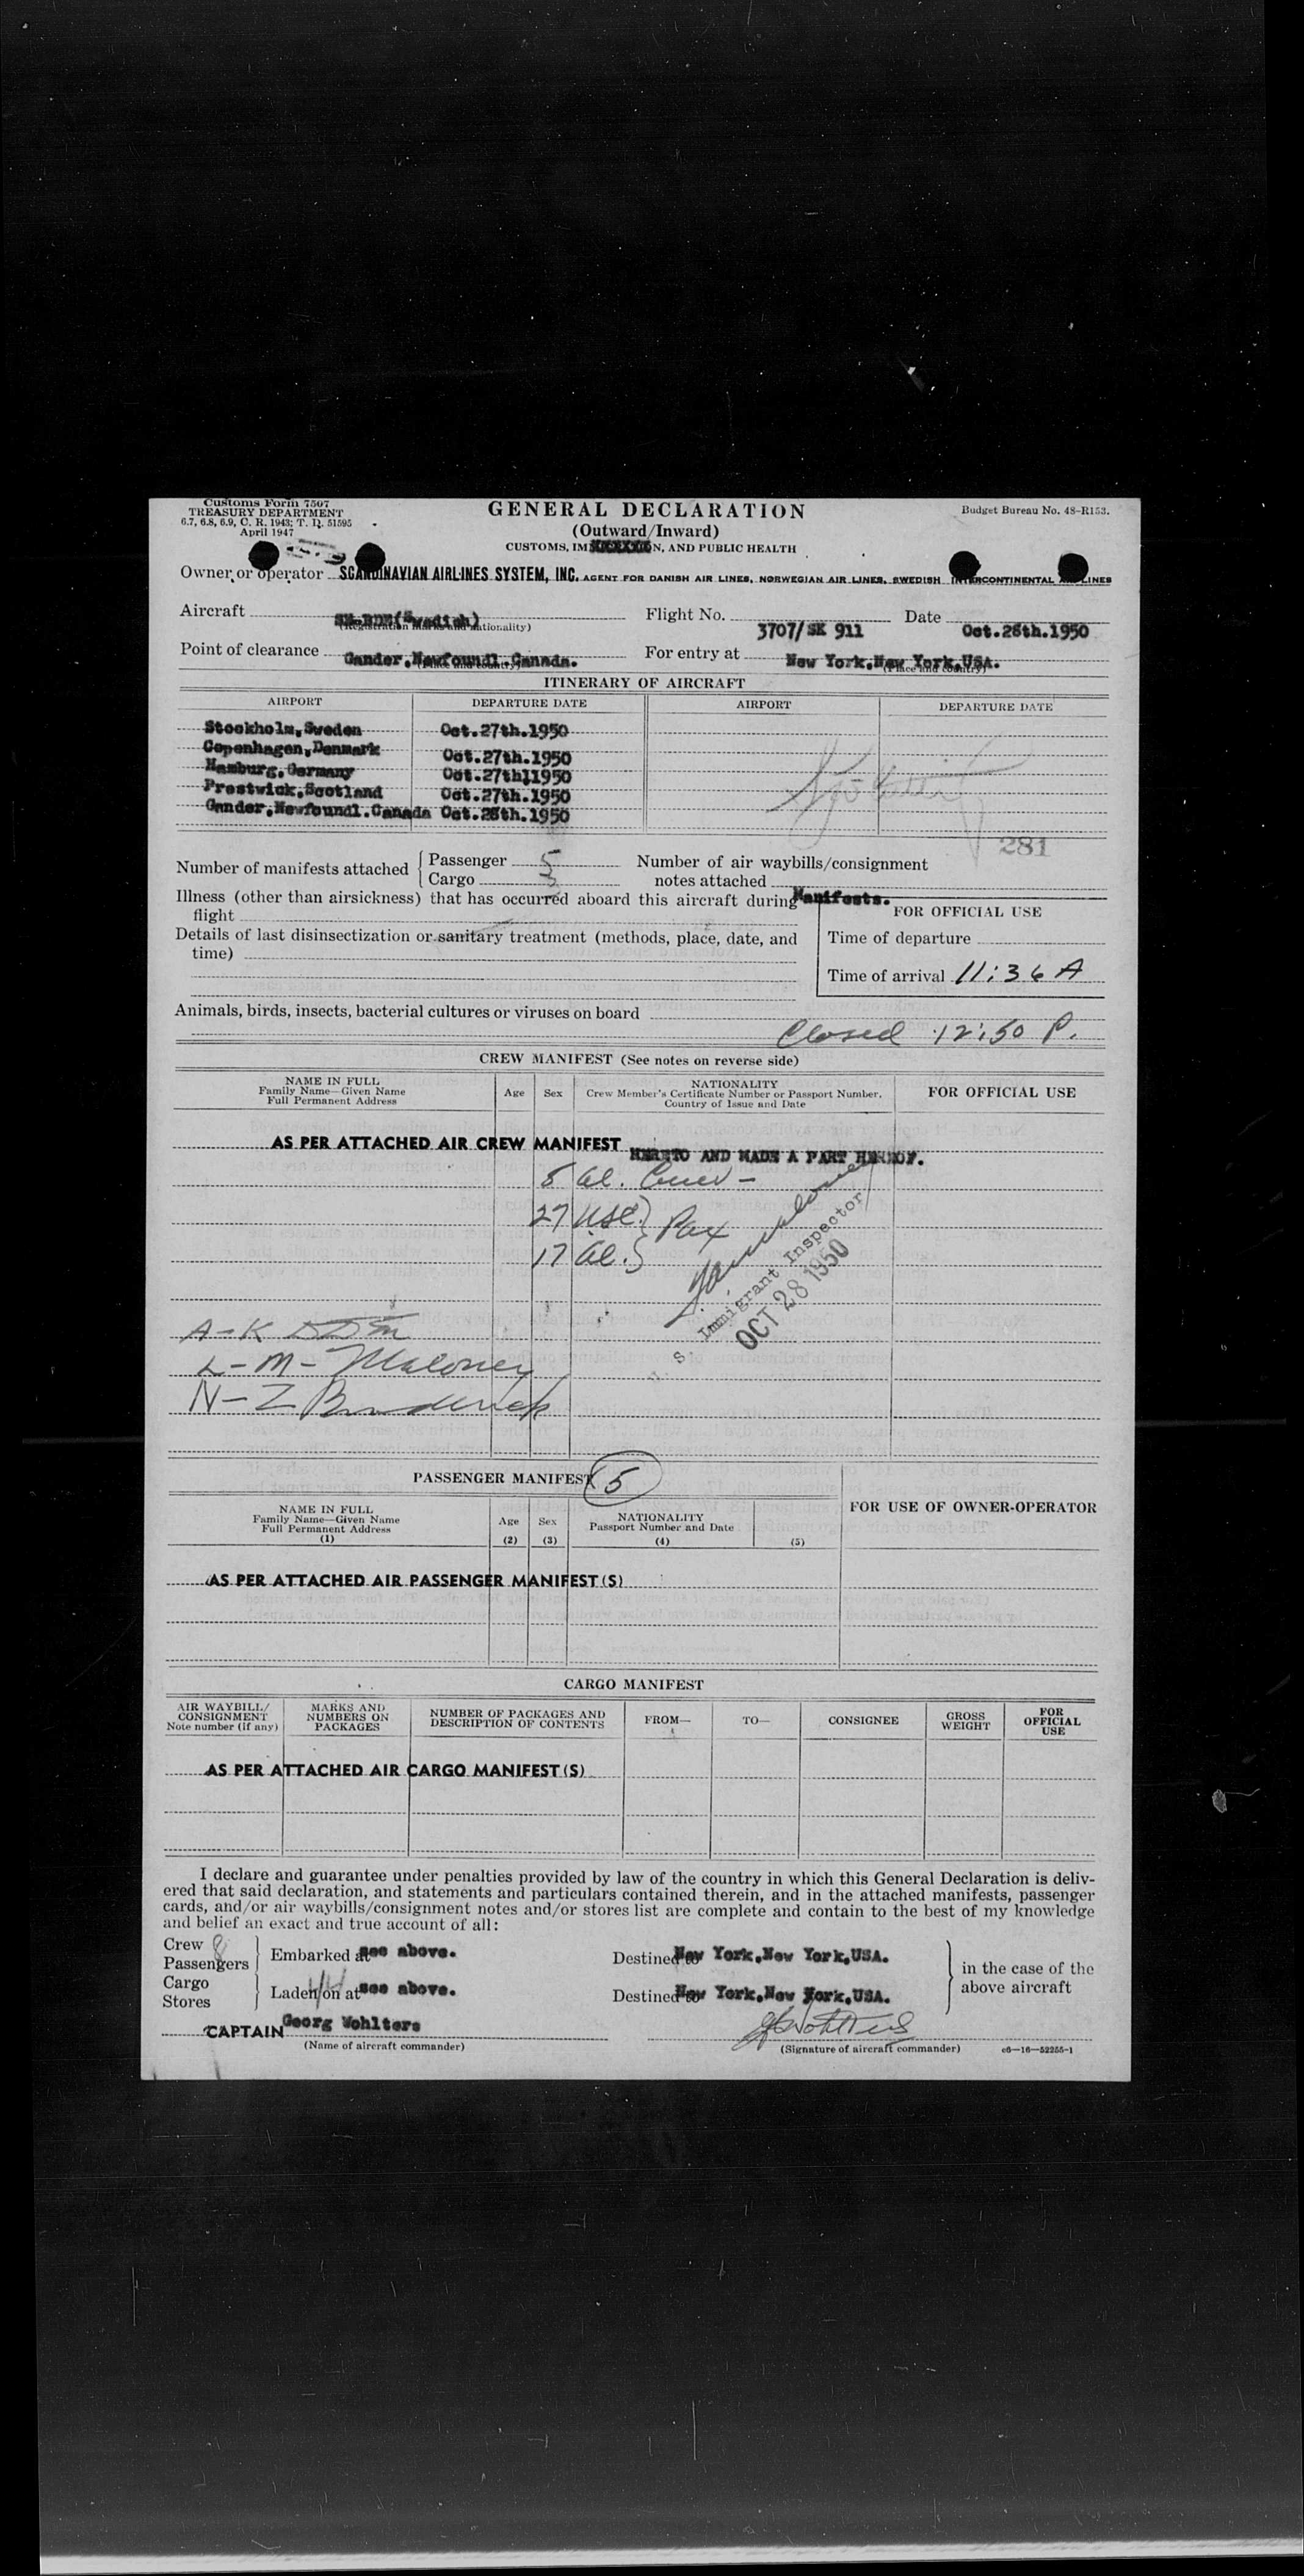 Customs Form 7507
TREASURY DEPARTMENT
6.7, 6.8, 6.9, C. R. 1943; T. D. 51595
April 1947
GENERAL DECLARATION
(Outward/Inward)
CUSTOMS, IMXXXXXXXN, AND PUBLIC HEALTH
Budget Bureau No. 48-R153.
Owner or operator SCANDINAVIAN AIRLINES SYSTEM, INC. AGENT FOR DANISH AIR LINES, NORWEGIAN AIR LINES, SWEDISH INTERCONTINENTAL AIR LINES
Aircraft (Swedish) Flight No. 3707/SK 911 Date Oct.28th.1950
(Registration marks and nationality)
Point of clearance Gander,Newfoundl.Canada. For entry at New York,New York,USA.
(Place and country) (Place and country)
ITINERARY OF AIRCRAFT
AIRPORT DEPARTURE DATE AIRPORT DEPARTURE DATE
Stockholm,Sweden Oct.27th.1950
Copenhagen,Denmark Oct.27th.1950
Hamburg,Germany Oct.27th.1950
Prestwick,Scotland Oct.27th.1950
Gander,Newfoundl.Canada Oct.28th.1950
281
Number of manifests attached { Passenger 5 Number of air waybills/consignment
Cargo 3 notes attached Manifests.
Illness (other than airsickness) that has occurred aboard this aircraft during
flight
FOR OFFICIAL USE
Details of last disinsectization or sanitary treatment (methods, place, date, and
time)
Time of departure
Time of arrival 11:36 A
Animals, birds, insects, bacterial cultures or viruses on board
Closed 12:50 P.
CREW MANIFEST (See notes on reverse side)
NAME IN FULL
Family Name—Given Name
Full Permanent Address
Age Sex
NATIONALITY
Crew Member's Certificate Number or Passport Number,
Country of Issue and Date
FOR OFFICIAL USE
AS PER ATTACHED AIR CREW MANIFEST HERETO AND MADE A PART HEREOF.
8 al. Crew –
27 USC } Pax
17 al. }
U. S. Immigrant Inspector
OCT 28 1950
A-K
L-M- Maloney
N-Z Broderick
PASSENGER MANIFEST 5
NAME IN FULL
Family Name—Given Name
Full Permanent Address
(1)
Age
(2)
Sex
(3)
NATIONALITY
Passport Number and Date
(4)
(5)
FOR USE OF OWNER-OPERATOR
AS PER ATTACHED AIR PASSENGER MANIFEST(S)
CARGO MANIFEST
AIR WAYBILL/
CONSIGNMENT
Note number (if any)
MARKS AND
NUMBERS ON
PACKAGES
NUMBER OF PACKAGES AND
DESCRIPTION OF CONTENTS
FROM—
TO—
CONSIGNEE
GROSS
WEIGHT
FOR
OFFICIAL
USE
AS PER ATTACHED AIR CARGO MANIFEST(S)
I declare and guarantee under penalties provided by law of the country in which this General Declaration is deliv-
ered that said declaration, and statements and particulars contained therein, and in the attached manifests, passenger
cards, and/or air waybills/consignment notes and/or stores list are complete and contain to the best of my knowledge
and belief an exact and true account of all:
Crew 8
Passengers 44
Embarked at see above. Destined to New York,New York,USA.
Cargo
Stores
Laden on at see above. Destined to New York,New York,USA.
in the case of the
above aircraft
CAPTAIN Georg Wohlters
(Name of aircraft commander) (Signature of aircraft commander) c6—16—52255-1